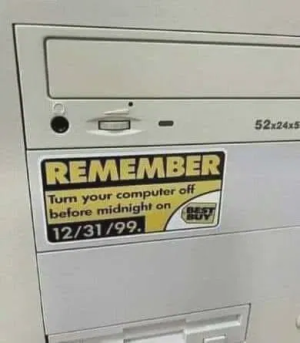 52x24x5
REMEMBER
Turn your computer off
before midnight on
12/31/99.
BEST
BUY